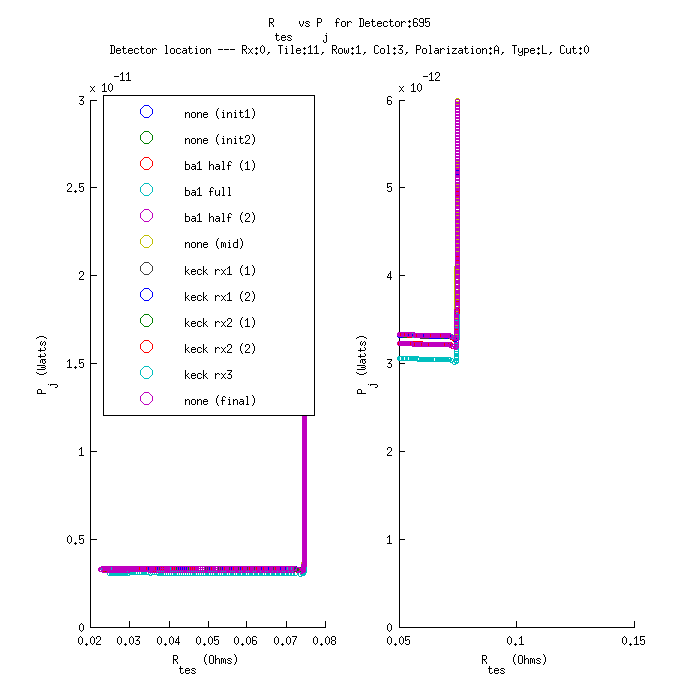 R tes vs P j for Detector:695
Detector location --- Rx:0, Tile:11, Row:1, Col:3, Polarization:A, Type:L, Cut:0
x 10^-11
3
2.5
2
1.5
1
0.5
0
P j (Watts)
none (init1)
none (init2)
ba1 half (1)
ba1 full
ba1 half (2)
none (mid)
keck rx1 (1)
keck rx1 (2)
keck rx2 (1)
keck rx2 (2)
keck rx3
none (final)
0.02 0.03 0.04 0.05 0.06 0.07 0.08
R tes (Ohms)
x 10^-12
6
5
4
3
2
1
0
P j (Watts)
0.05 0.1 0.15
R tes (Ohms)